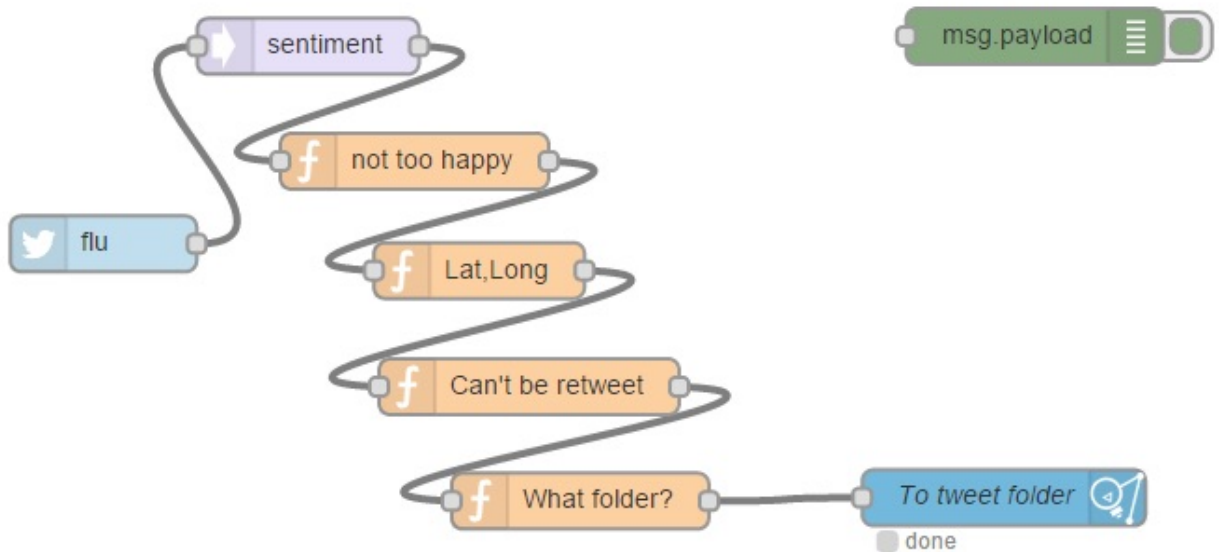 sentiment
msg.payload
not too happy
flu
Lat,Long
Can't be retweet
What folder?
To tweet folder
done